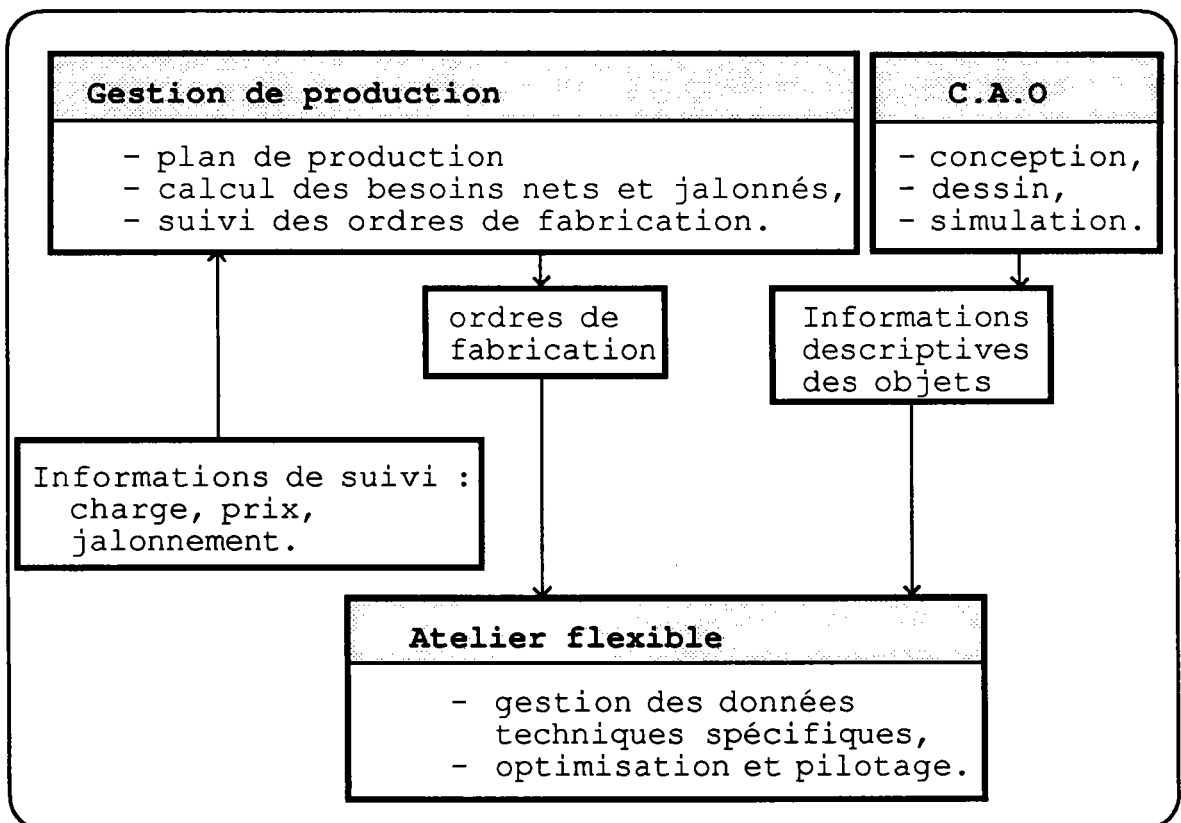 Gestion de production
- plan de production
- calcul des besoins nets et jalonnés,
- suivi des ordres de fabrication.
C.A.O
- conception,
- dessin,
- simulation.
ordres de
fabrication
Informations
descriptives
des objets
Informations de suivi :
charge, prix,
jalonnement.
Atelier flexible
- gestion des données
techniques spécifiques,
- optimisation et pilotage.